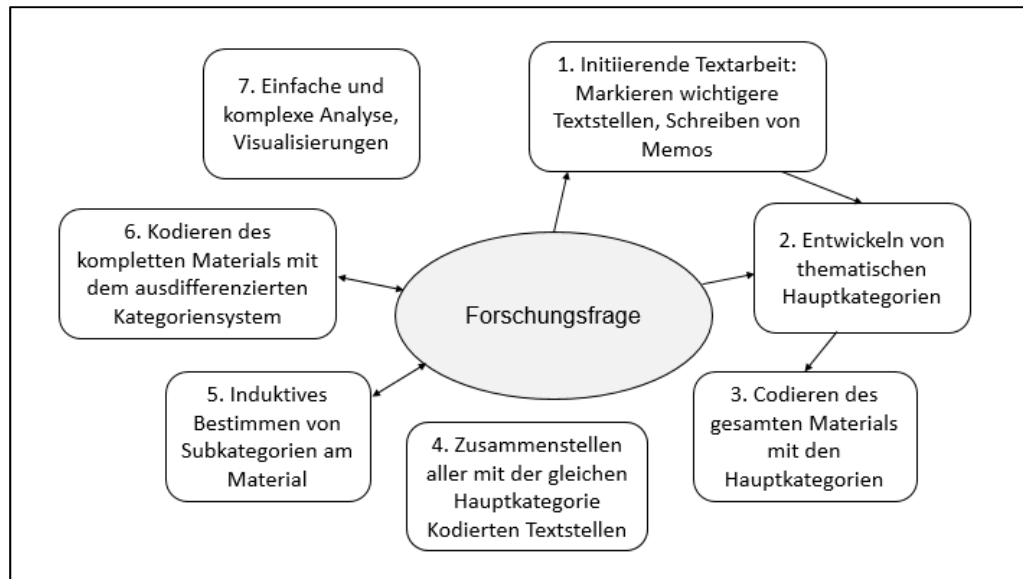 1. Initiierende Textarbeit:
Markieren wichtigere
Textstellen, Schreiben von
Memos
2. Entwickeln von
thematischen
Hauptkategorien
3. Codieren des
gesamten Materials
mit den
Hauptkategorien
4. Zusammenstellen
aller mit der gleichen
Hauptkategorie
Kodierten Textstellen
5. Induktives
Bestimmen von
Subkategorien am
Material
6. Kodieren des
kompletten Materials mit
dem ausdifferenzierten
Kategoriensystem
7. Einfache und
komplexe Analyse,
Visualisierungen
Forschungsfrage